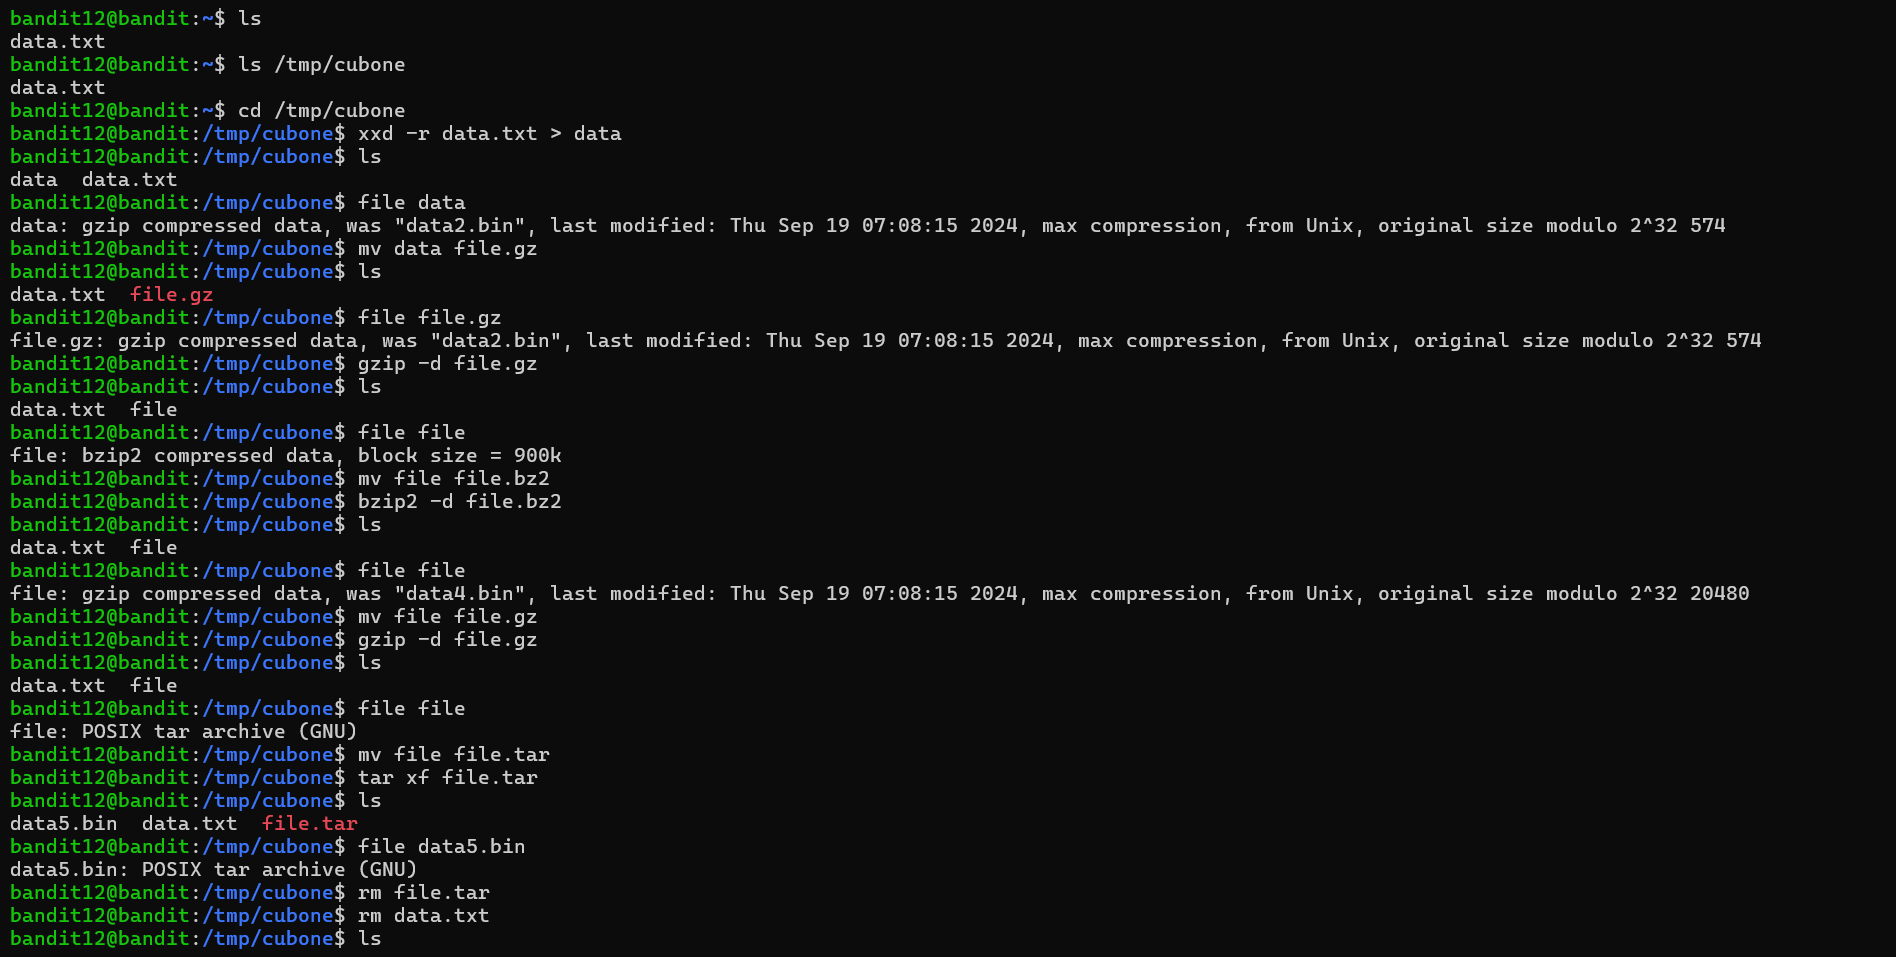 bandit12@bandit:~$ ls
data.txt
bandit12@bandit:~$ ls /tmp/cubone
data.txt
bandit12@bandit:~$ cd /tmp/cubone
bandit12@bandit:/tmp/cubone$ xxd -r data.txt > data
bandit12@bandit:/tmp/cubone$ ls
data  data.txt
bandit12@bandit:/tmp/cubone$ file data
data: gzip compressed data, was "data2.bin", last modified: Thu Sep 19 07:08:15 2024, max compression, from Unix, original size modulo 2^32 574
bandit12@bandit:/tmp/cubone$ mv data file.gz
bandit12@bandit:/tmp/cubone$ ls
data.txt  file.gz
bandit12@bandit:/tmp/cubone$ file file.gz
file.gz: gzip compressed data, was "data2.bin", last modified: Thu Sep 19 07:08:15 2024, max compression, from Unix, original size modulo 2^32 574
bandit12@bandit:/tmp/cubone$ gzip -d file.gz
bandit12@bandit:/tmp/cubone$ ls
data.txt  file
bandit12@bandit:/tmp/cubone$ file file
file: bzip2 compressed data, block size = 900k
bandit12@bandit:/tmp/cubone$ mv file file.bz2
bandit12@bandit:/tmp/cubone$ bzip2 -d file.bz2
bandit12@bandit:/tmp/cubone$ ls
data.txt  file
bandit12@bandit:/tmp/cubone$ file file
file: gzip compressed data, was "data4.bin", last modified: Thu Sep 19 07:08:15 2024, max compression, from Unix, original size modulo 2^32 20480
bandit12@bandit:/tmp/cubone$ mv file file.gz
bandit12@bandit:/tmp/cubone$ gzip -d file.gz
bandit12@bandit:/tmp/cubone$ ls
data.txt  file
bandit12@bandit:/tmp/cubone$ file file
file: POSIX tar archive (GNU)
bandit12@bandit:/tmp/cubone$ mv file file.tar
bandit12@bandit:/tmp/cubone$ tar xf file.tar
bandit12@bandit:/tmp/cubone$ ls
data5.bin  data.txt  file.tar
bandit12@bandit:/tmp/cubone$ file data5.bin
data5.bin: POSIX tar archive (GNU)
bandit12@bandit:/tmp/cubone$ rm file.tar
bandit12@bandit:/tmp/cubone$ rm data.txt
bandit12@bandit:/tmp/cubone$ ls